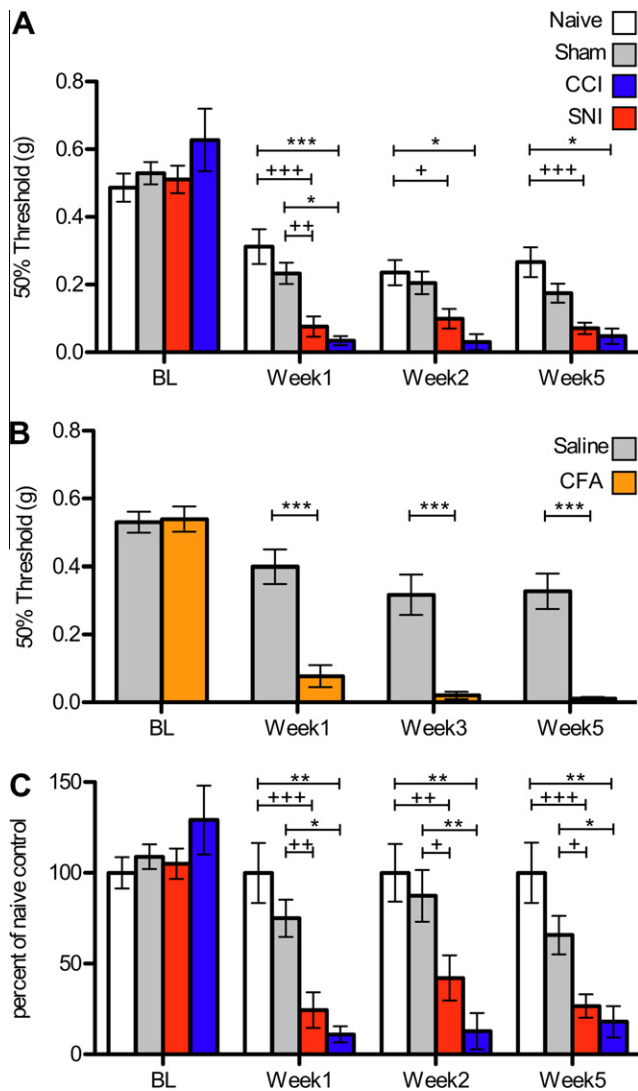 A
Naive
Sham
CCI
SNI
50% Threshold (g)
0.8
0.6
0.4
0.2
0.0
***
+++
*
++
*
+
*
+++
BL Week1 Week2 Week5
B
Saline
CFA
50% Threshold (g)
0.8
0.6
0.4
0.2
0.0
*** *** ***
BL Week1 Week3 Week5
C
percent of naive control
150
100
50
0
**
+++
*
++
**
++
**
+
**
+++
*
+
BL Week1 Week2 Week5